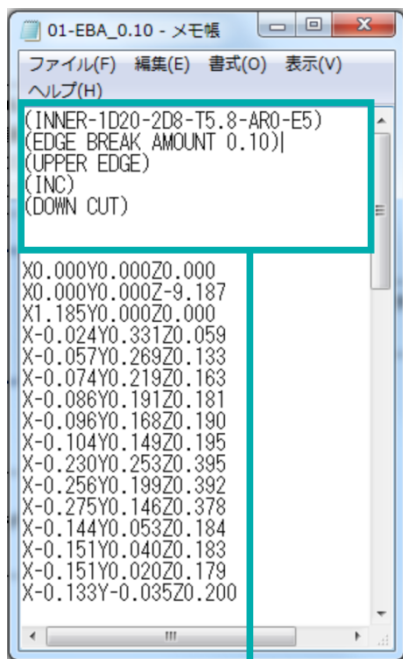 01-EBA_0.10 - メモ帳
ファイル(F) 編集(E) 書式(O) 表示(V)
ヘルプ(H)
(INNER-1D20-2D8-T5.8-AR0-E5)
(EDGE BREAK AMOUNT 0.10)
(UPPER EDGE)
(INC)
(DOWN CUT)
X0.000Y0.000Z0.000
X0.000Y0.000Z-9.187
X1.185Y0.000Z0.000
X-0.024Y0.331Z0.059
X-0.057Y0.269Z0.133
X-0.074Y0.219Z0.163
X-0.086Y0.191Z0.181
X-0.096Y0.168Z0.190
X-0.104Y0.149Z0.195
X-0.230Y0.253Z0.395
X-0.256Y0.199Z0.392
X-0.275Y0.146Z0.378
X-0.144Y0.053Z0.184
X-0.151Y0.040Z0.183
X-0.151Y0.020Z0.179
X-0.133Y-0.035Z0.200